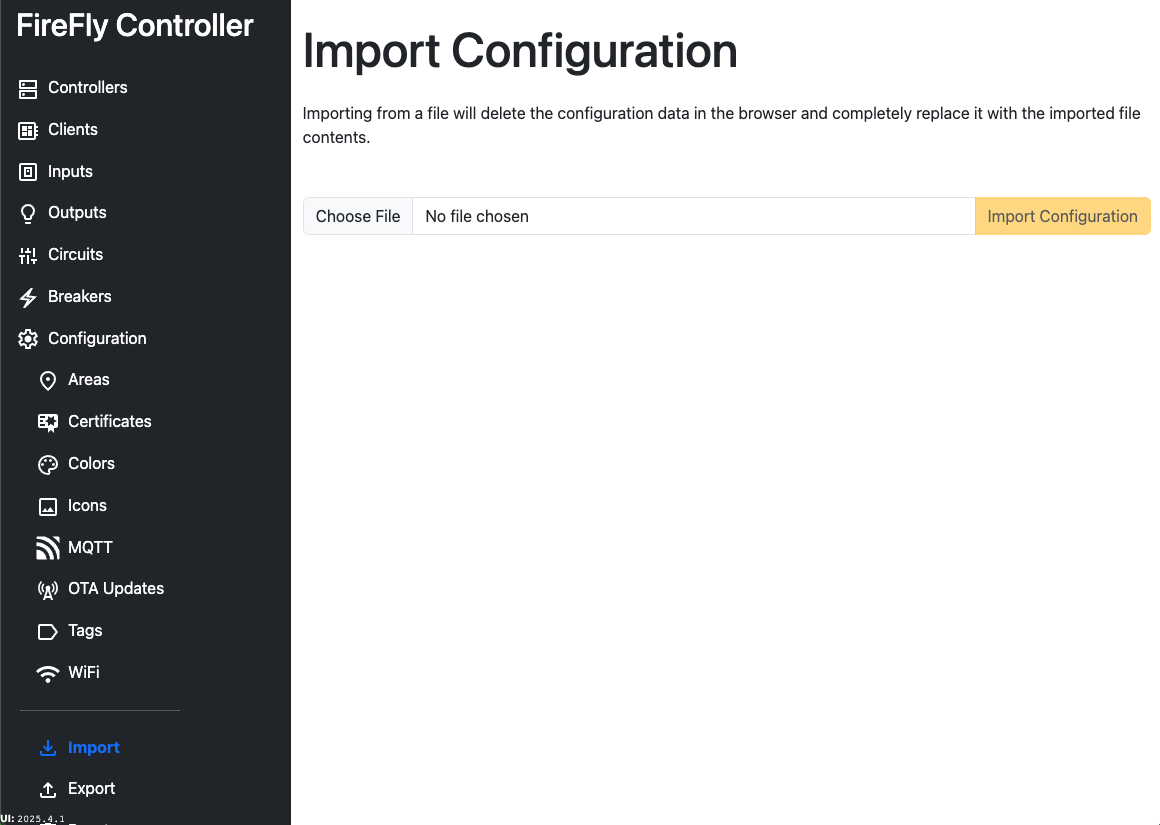 FireFly Controller
Controllers
Clients
Inputs
Outputs
Circuits
Breakers
Configuration
Areas
Certificates
Colors
Icons
MQTT
OTA Updates
Tags
WiFi
Import
Export
UI: 2025.4.1
Import Configuration
Importing from a file will delete the configuration data in the browser and completely replace it with the imported file
contents.
Choose File No file chosen Import Configuration